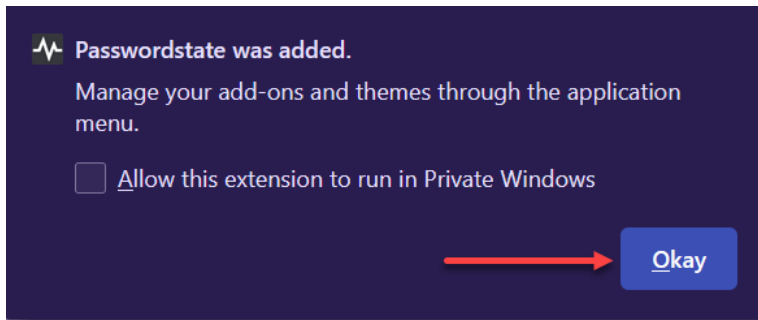 Passwordstate was added.
Manage your add-ons and themes through the application
menu.
Allow this extension to run in Private Windows
Okay